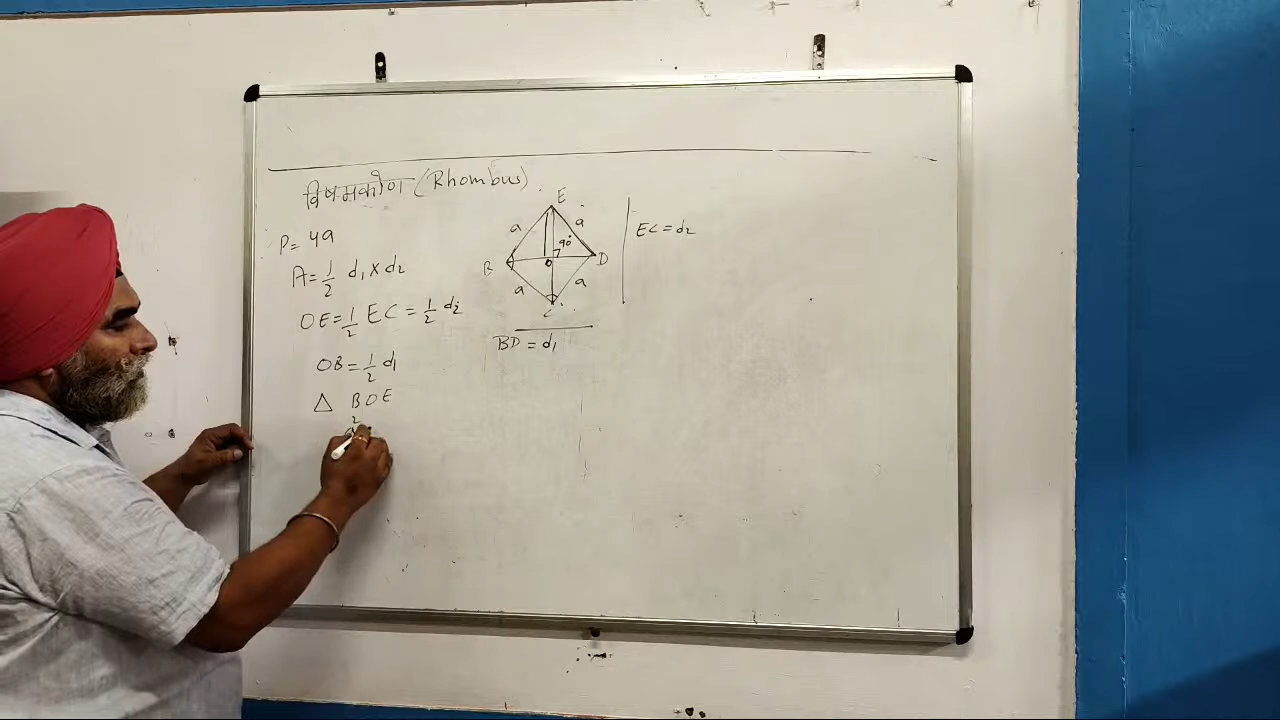 विषमकोण (Rhombus)
P = 4a
A = 1/2 d₁ × d₂
OE = 1/2 EC = 1/2 d₂
OB = 1/2 d₁
△ BOE
2
E
a a
90°
B O D
a a
C
BD = d₁
EC = d₂